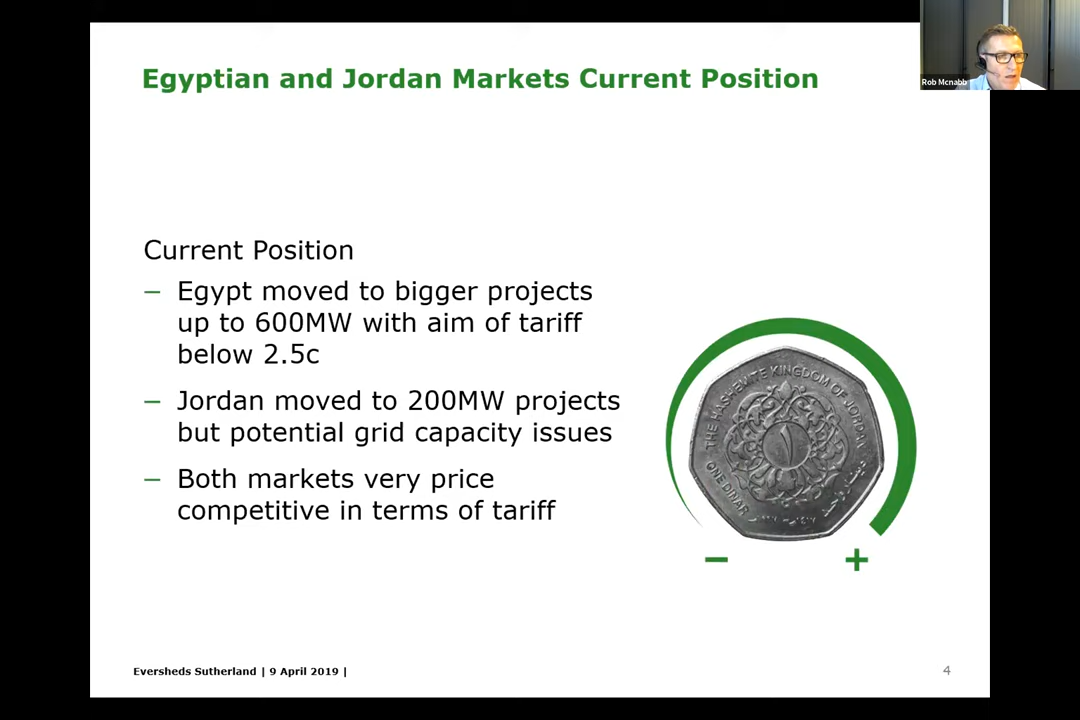 Egyptian and Jordan Markets Current Position
Rob Mcnabb
Current Position
– Egypt moved to bigger projects
up to 600MW with aim of tariff
below 2.5c
– Jordan moved to 200MW projects
but potential grid capacity issues
– Both markets very price
competitive in terms of tariff
THE HASHEMITE KINGDOM OF JORDAN
ONE DINAR
١
دينار واحد
– +
Eversheds Sutherland | 9 April 2019 |
4